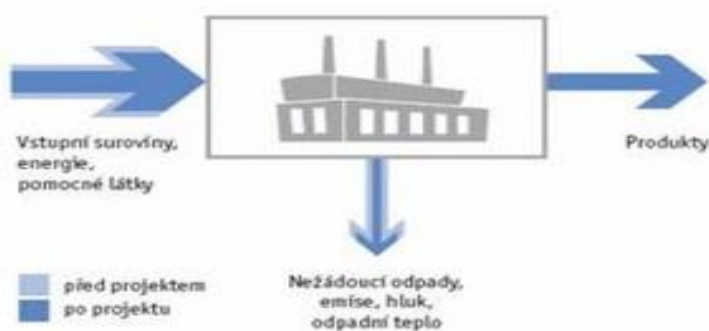 Vstupní suroviny,
energie,
pomocné látky
Produkty
Nežádoucí odpady,
emise, hluk,
odpadní teplo
před projektem
po projektu